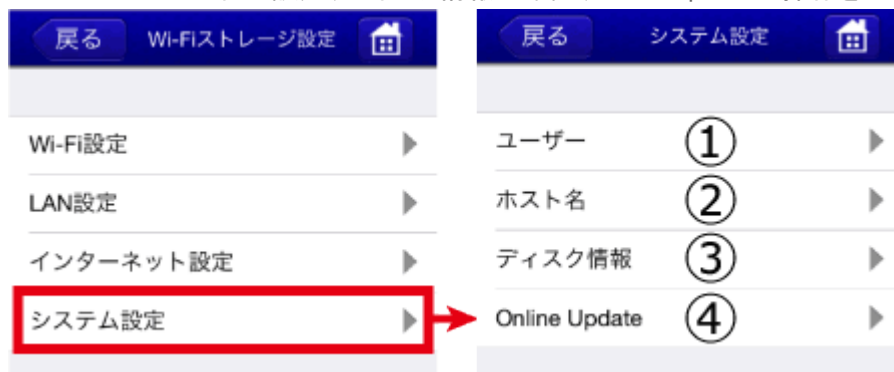 戻る Wi-Fiストレージ設定
Wi-Fi設定
LAN設定
インターネット設定
システム設定
戻る システム設定
ユーザー ①
ホスト名 ②
ディスク情報 ③
Online Update ④